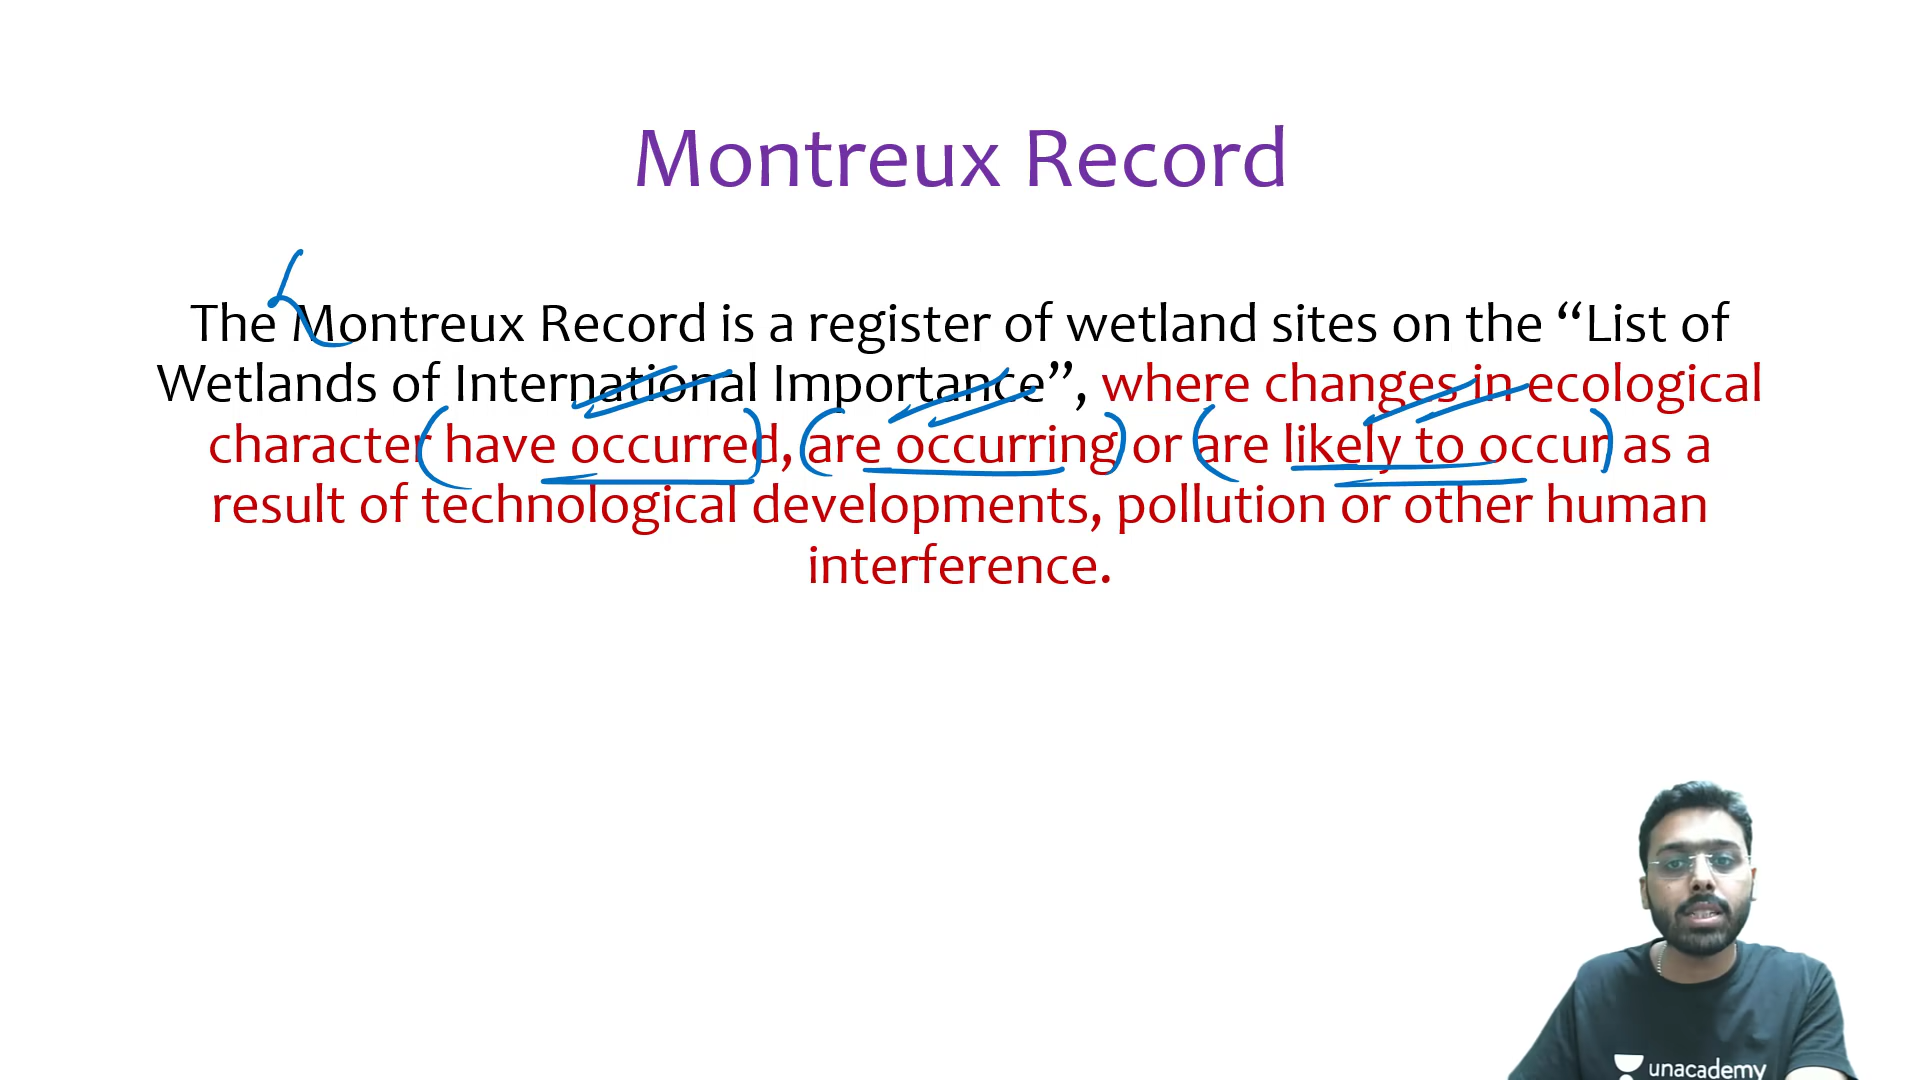 Montreux Record
The Montreux Record is a register of wetland sites on the “List of
Wetlands of International Importance”, where changes in ecological
character have occurred, are occurring or are likely to occur as a
result of technological developments, pollution or other human
interference.
unacademy